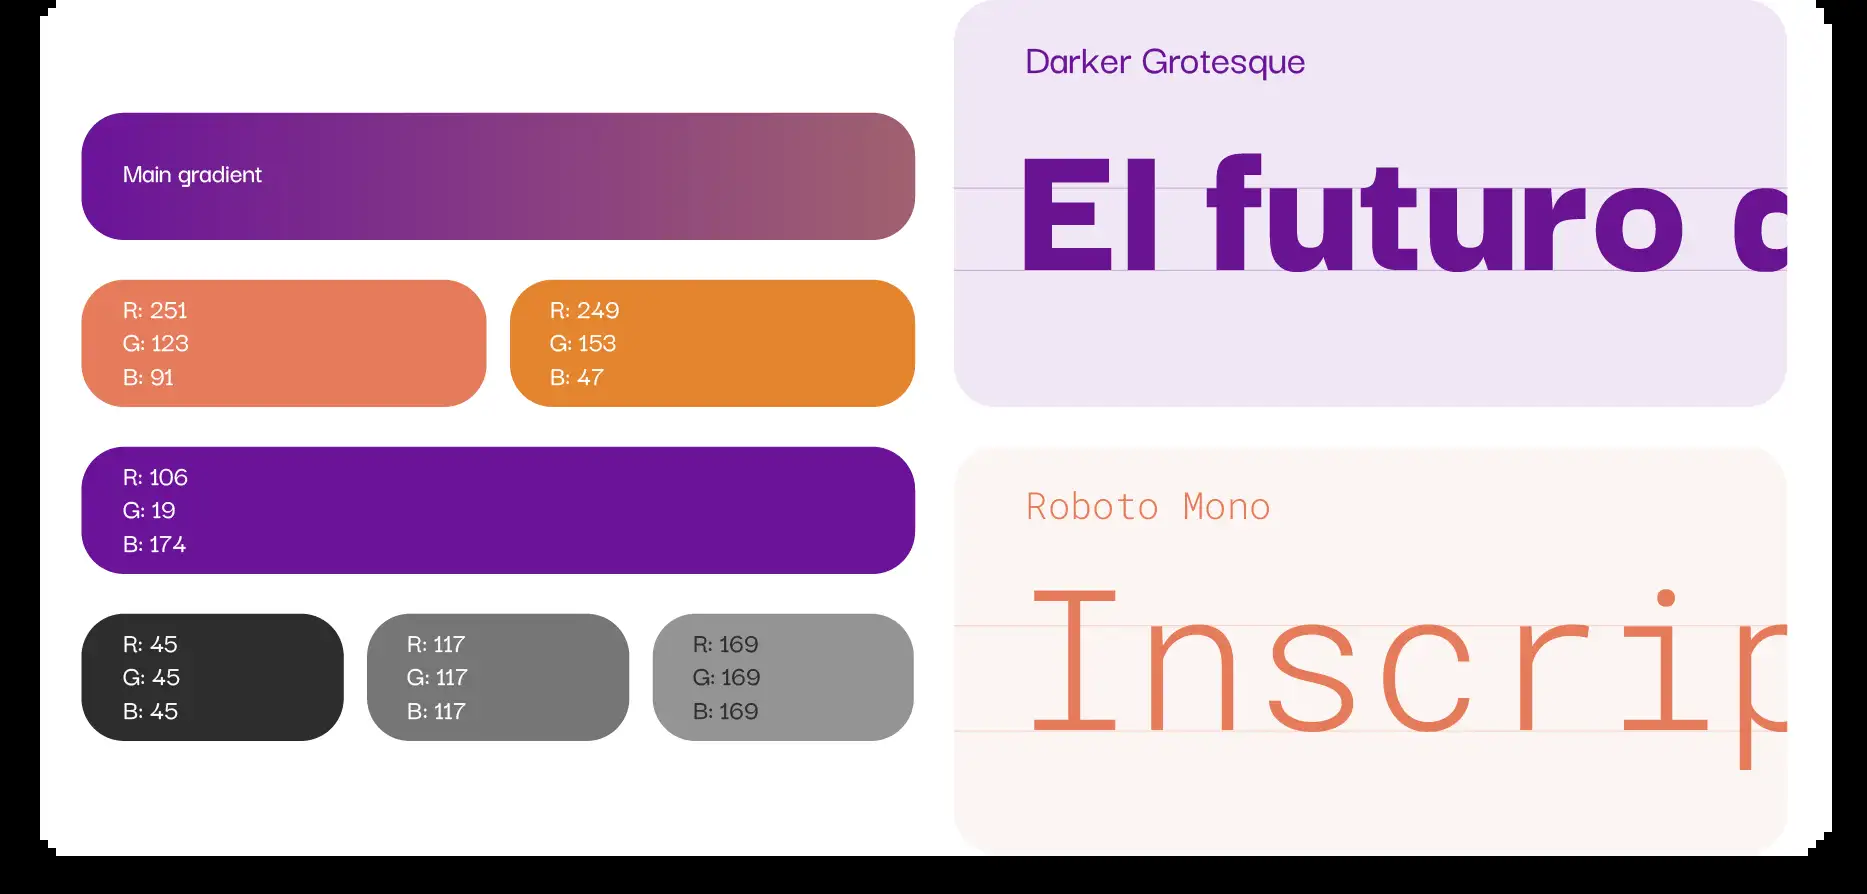 Main gradient
R: 251
G: 123
B: 91
R: 249
G: 153
B: 47
R: 106
G: 19
B: 174
R: 45
G: 45
B: 45
R: 117
G: 117
B: 117
R: 169
G: 169
B: 169
Darker Grotesque
El futuro
Roboto Mono
Inscrip